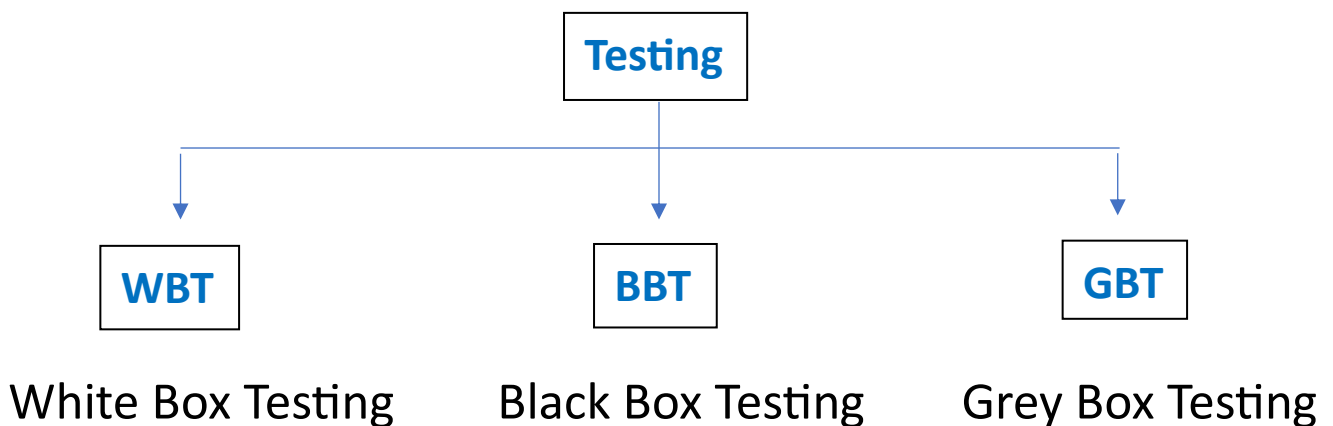 Testing
WBT
BBT
GBT
White Box Testing
Black Box Testing
Grey Box Testing